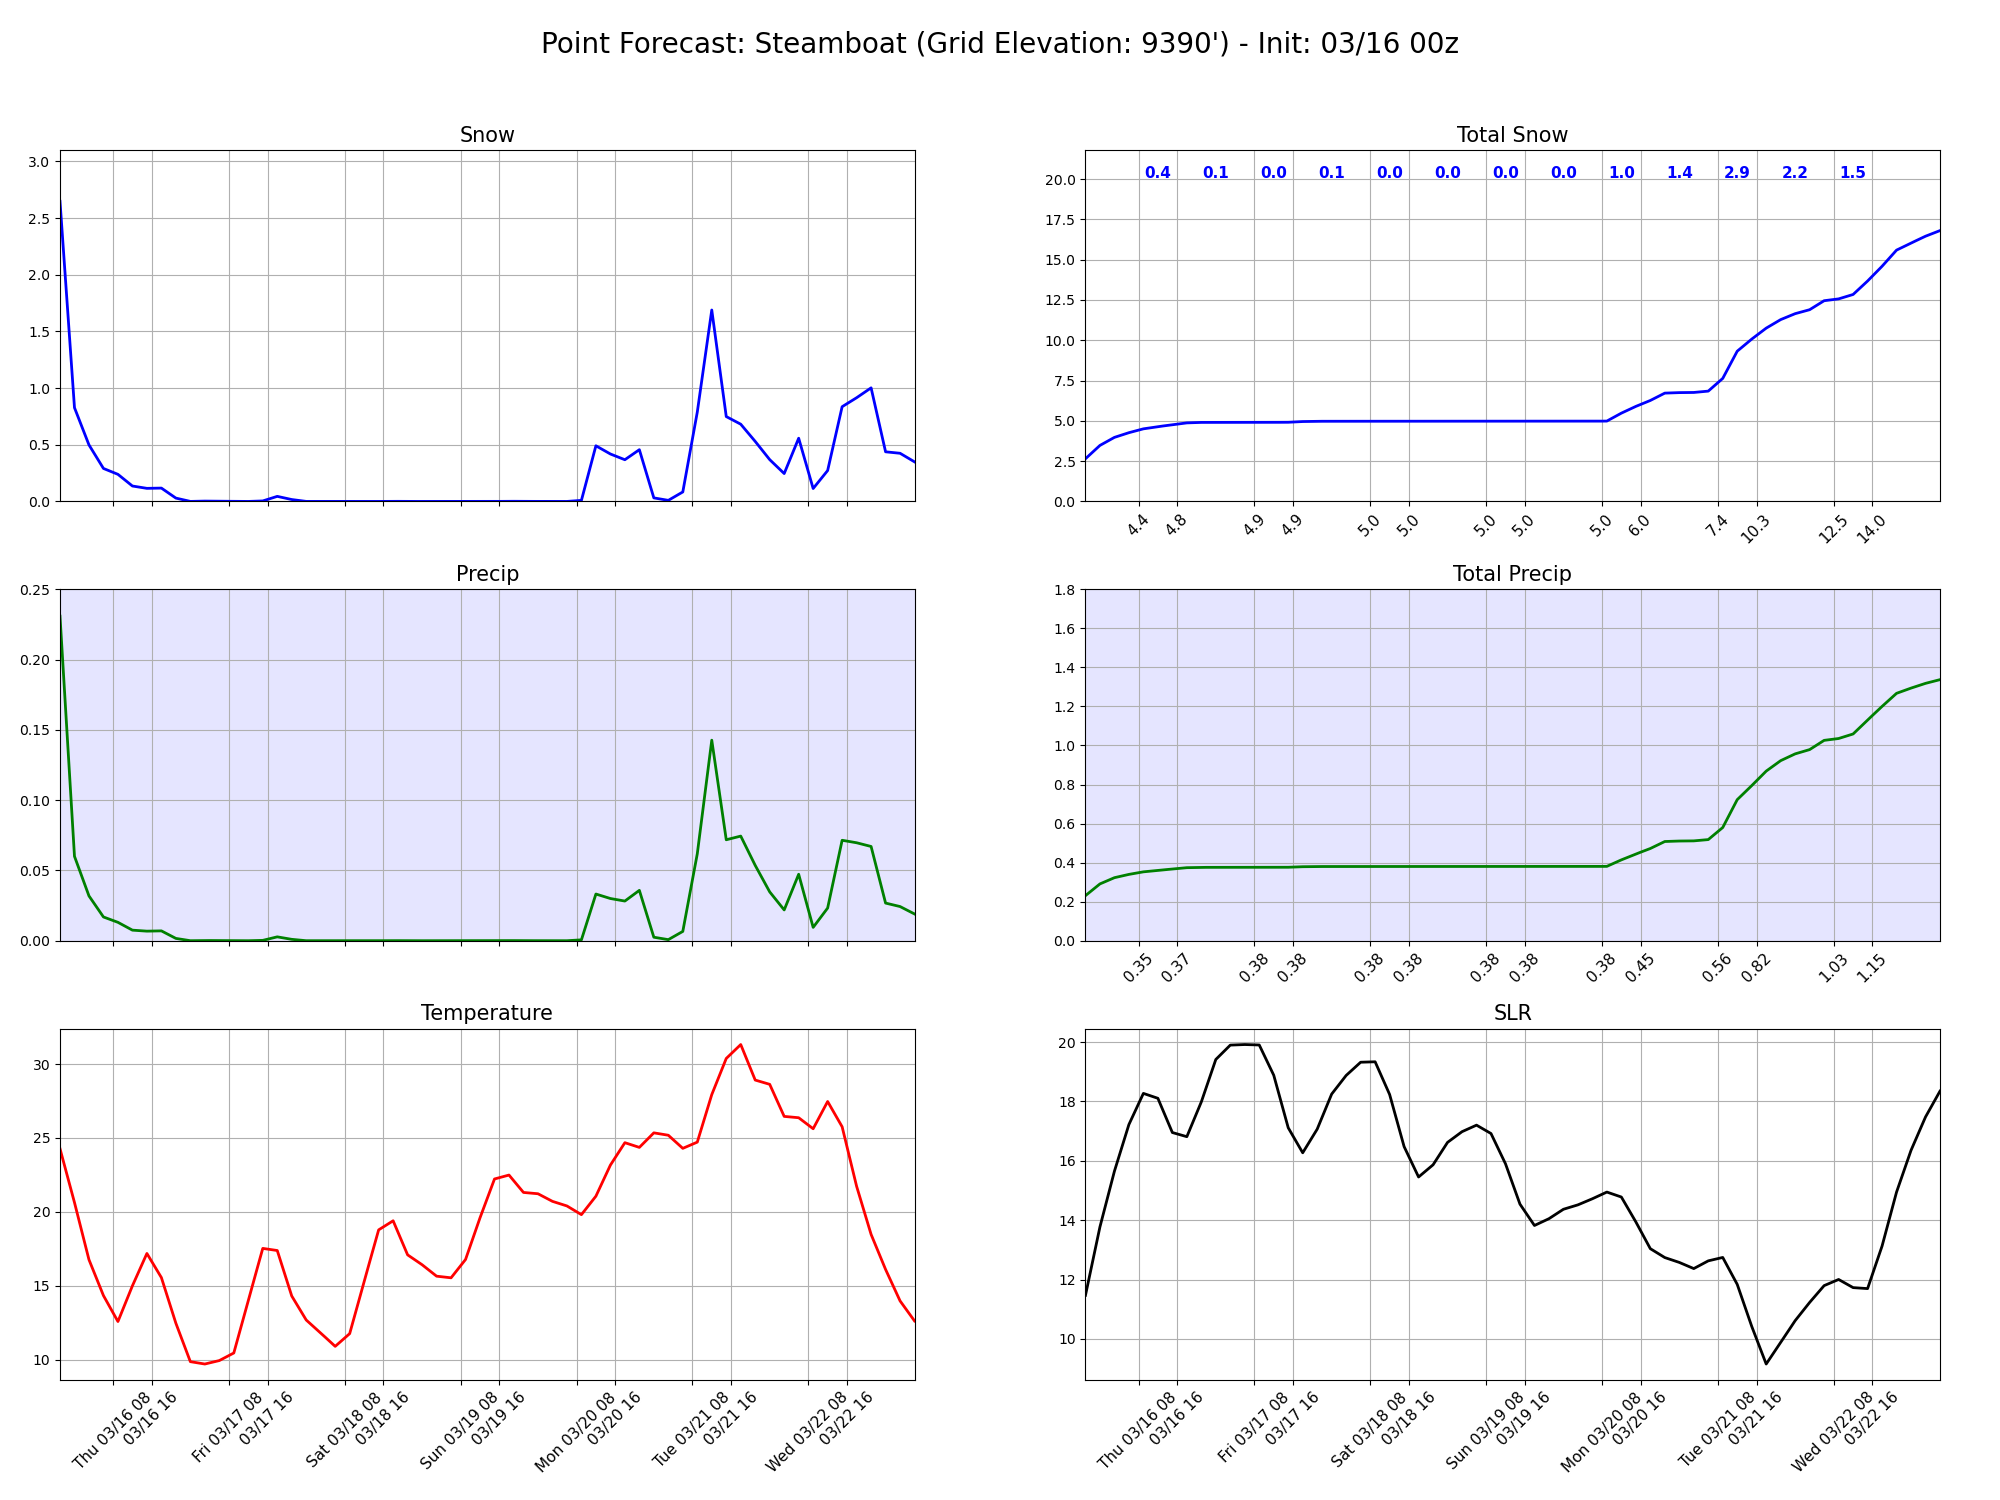 Point Forecast: Steamboat (Grid Elevation: 9390') - Init: 03/16 00z
Snow
3.0
2.5
2.0
1.5
1.0
0.5
0.0
Total Snow
0.4 0.1 0.0 0.1 0.0 0.0 0.0 0.0 1.0 1.4 2.9 2.2 1.5
20.0
17.5
15.0
12.5
10.0
7.5
5.0
2.5
0.0
4.4 4.8 4.9 4.9 5.0 5.0 5.0 5.0 5.0 6.0 7.4 10.3 12.5 14.0
Precip
0.25
0.20
0.15
0.10
0.05
0.00
Total Precip
1.8
1.6
1.4
1.2
1.0
0.8
0.6
0.4
0.2
0.0
0.35 0.37 0.38 0.38 0.38 0.38 0.38 0.38 0.38 0.45 0.56 0.82 1.03 1.15
Temperature
30
25
20
15
10
Thu 03/16 08
03/16 16
Fri 03/17 08
03/17 16
Sat 03/18 08
03/18 16
Sun 03/19 08
03/19 16
Mon 03/20 08
03/20 16
Tue 03/21 08
03/21 16
Wed 03/22 08
03/22 16
SLR
20
18
16
14
12
10
Thu 03/16 08
03/16 16
Fri 03/17 08
03/17 16
Sat 03/18 08
03/18 16
Sun 03/19 08
03/19 16
Mon 03/20 08
03/20 16
Tue 03/21 08
03/21 16
Wed 03/22 08
03/22 16